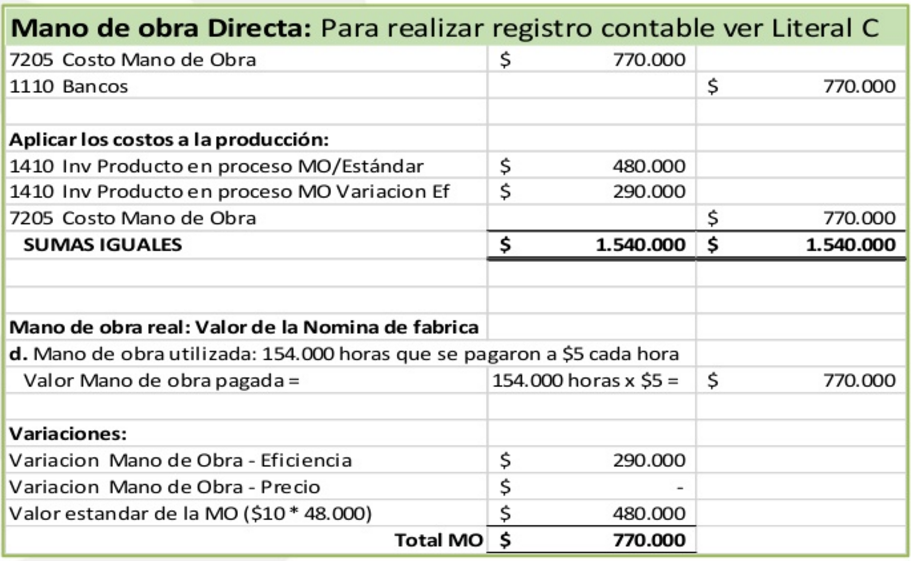 Mano de obra Directa: Para realizar registro contable ver Literal C
7205 Costo Mano de Obra $ 770.000
1110 Bancos $ 770.000
Aplicar los costos a la producción:
1410 Inv Producto en proceso MO/Estándar $ 480.000
1410 Inv Producto en proceso MO Variacion Ef $ 290.000
7205 Costo Mano de Obra $ 770.000
SUMAS IGUALES $ 1.540.000 $ 1.540.000
Mano de obra real: Valor de la Nomina de fabrica
d. Mano de obra utilizada: 154.000 horas que se pagaron a $5 cada hora
Valor Mano de obra pagada = 154.000 horas x $5 = $ 770.000
Variaciones:
Variacion Mano de Obra - Eficiencia $ 290.000
Variacion Mano de Obra - Precio $ -
Valor estandar de la MO ($10 * 48.000) $ 480.000
Total MO $ 770.000